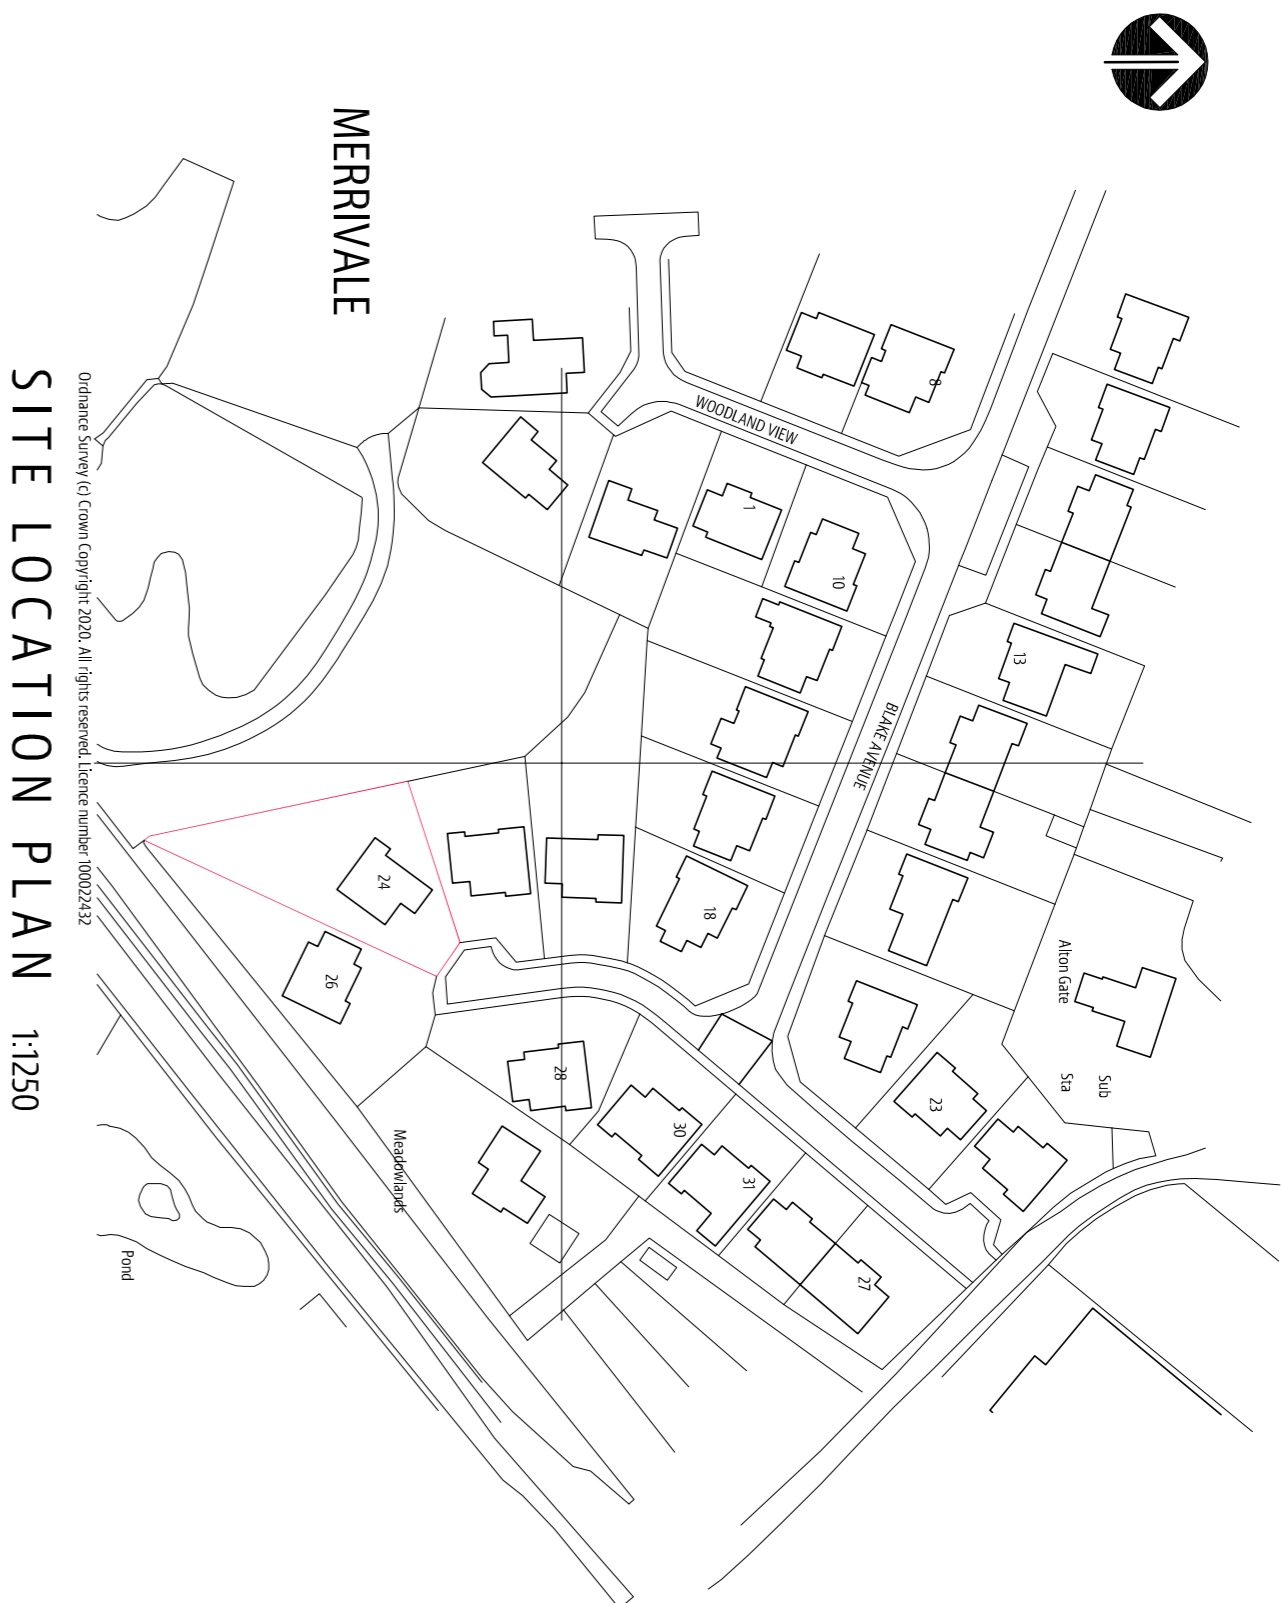 MERRIVALE
WOODLAND VIEW
BLAKE AVENUE
8
1
10
13
18
Alton Gate
Sub
Sta
23
24
26
28
30
31
27
Meadowlands
Pond
Ordnance Survey (c) Crown Copyright 2020. All rights reserved. Licence number 100022432
SITE LOCATION PLAN 1:1250